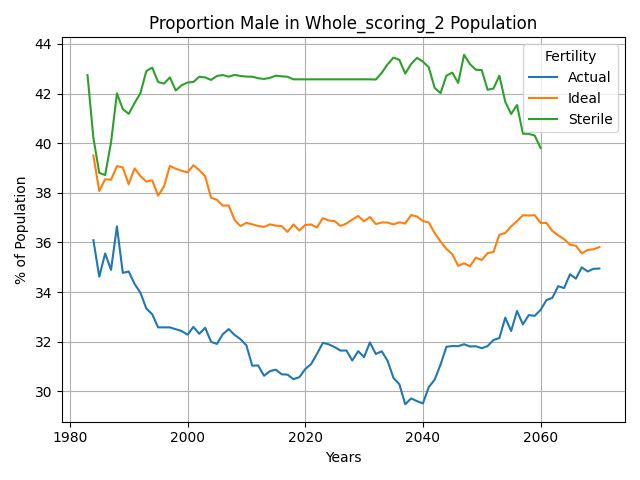 Proportion Male in Whole_scoring_2 Population
Fertility
Actual
Ideal
Sterile
% of Population
44
42
40
38
36
34
32
30
1980
2000
2020
2040
2060
Years